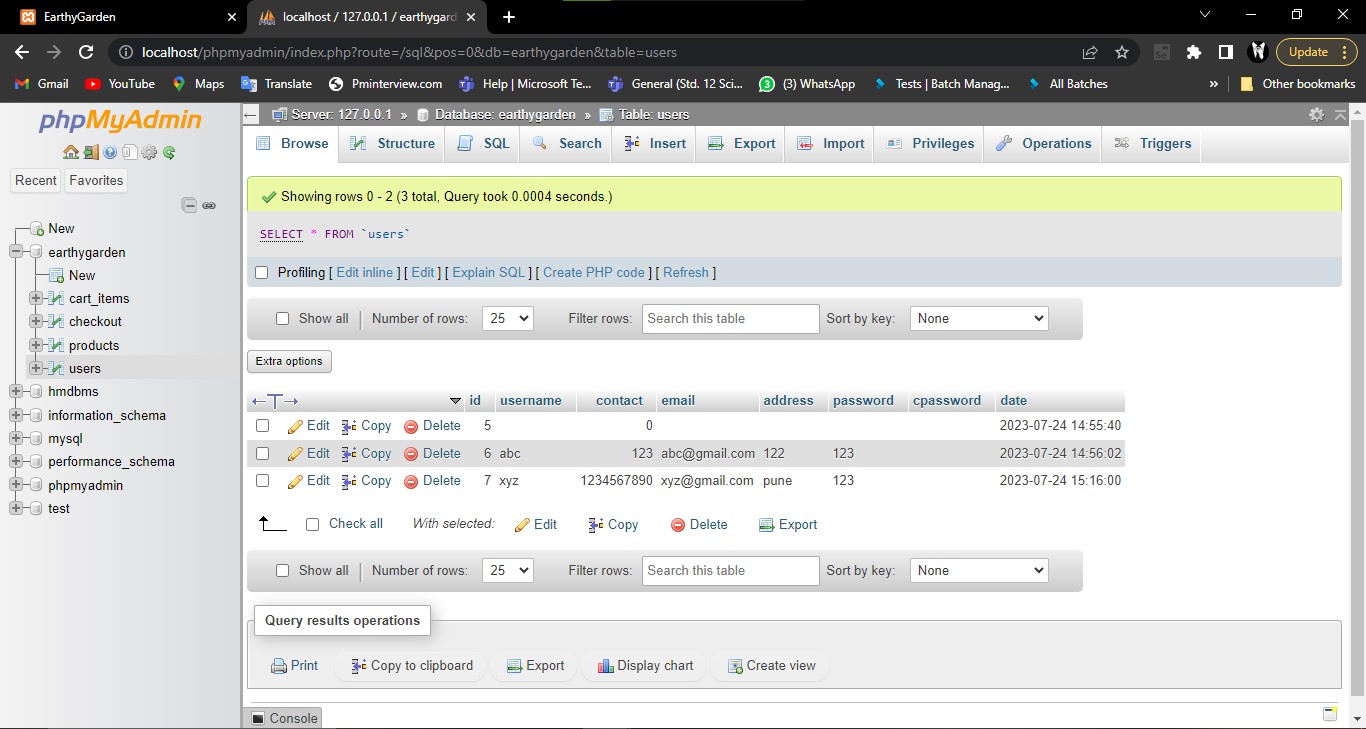 EarthyGarden
localhost / 127.0.0.1 / earthygard
localhost/phpmyadmin/index.php?route=/sql&pos=0&db=earthygarden&table=users
Update
Gmail YouTube Maps Translate Pminterview.com Help | Microsoft Te... General (Std. 12 Sci... (3) WhatsApp Tests | Batch Manag... All Batches » Other bookmarks
phpMyAdmin
Recent Favorites
New
earthygarden
New
cart_items
checkout
products
users
hmdbms
information_schema
mysql
performance_schema
phpmyadmin
test
Server: 127.0.0.1 » Database: earthygarden » Table: users
Browse Structure SQL Search Insert Export Import Privileges Operations Triggers
Showing rows 0 - 2 (3 total, Query took 0.0004 seconds.)
SELECT * FROM `users`
Profiling [ Edit inline ] [ Edit ] [ Explain SQL ] [ Create PHP code ] [ Refresh ]
Show all Number of rows: 25 Filter rows: Search this table Sort by key: None
Extra options
←T→ id username contact email address password cpassword date
Edit Copy Delete 5 0 2023-07-24 14:55:40
Edit Copy Delete 6 abc 123 abc@gmail.com 122 123 2023-07-24 14:56:02
Edit Copy Delete 7 xyz 1234567890 xyz@gmail.com pune 123 2023-07-24 15:16:00
Check all With selected: Edit Copy Delete Export
Show all Number of rows: 25 Filter rows: Search this table Sort by key: None
Query results operations
Print Copy to clipboard Export Display chart Create view
Console